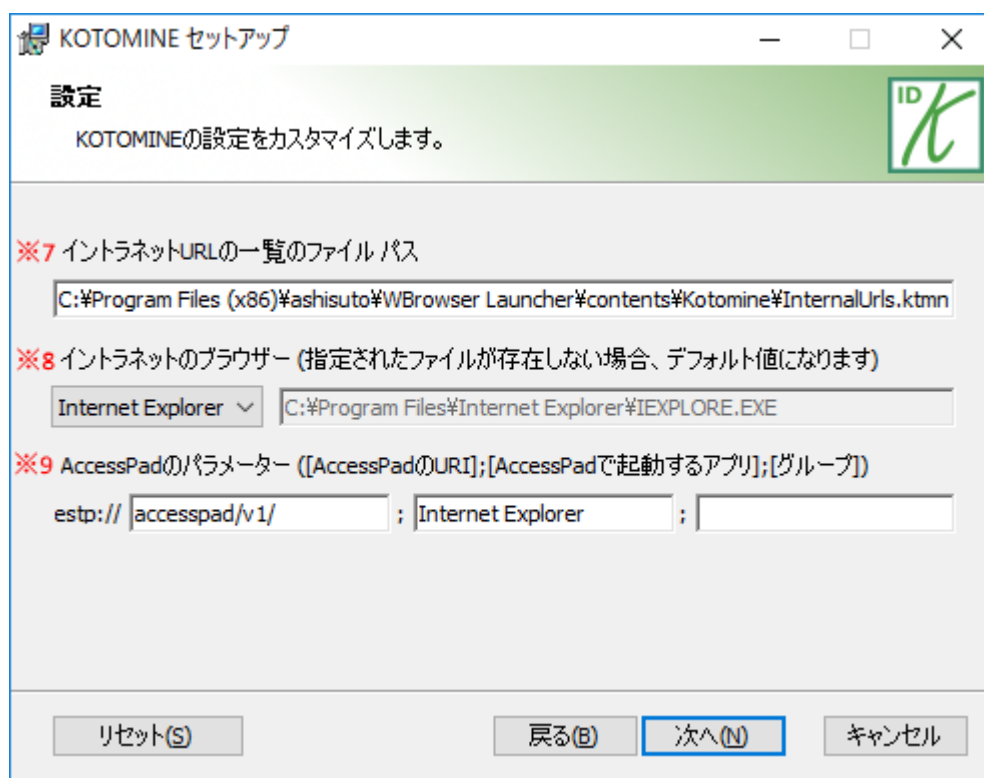 KOTOMINE セットアップ
設定
KOTOMINEの設定をカスタマイズします。
ID K
※7 イントラネットURLの一覧のファイル パス
C:¥Program Files (x86)¥ashisuto¥WBrowser Launcher¥contents¥Kotomine¥InternalUrls.ktmn
※8 イントラネットのブラウザー (指定されたファイルが存在しない場合、デフォルト値になります)
Internet Explorer C:¥Program Files¥Internet Explorer¥IEXPLORE.EXE
※9 AccessPadのパラメーター ([AccessPadのURI];[AccessPadで起動するアプリ];[グループ])
estp:// accesspad/v1/ ; Internet Explorer ;
リセット(S) 戻る(B) 次へ(N) キャンセル